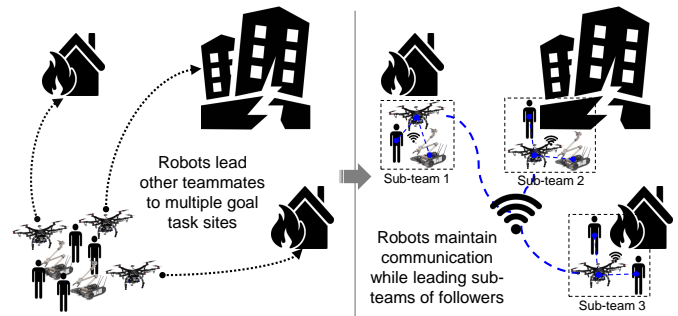 Robots lead
other teammates
to multiple goal
task sites
Sub-team 1
Sub-team 2
Robots maintain
communication
while leading sub-
teams of followers
Sub-team 3